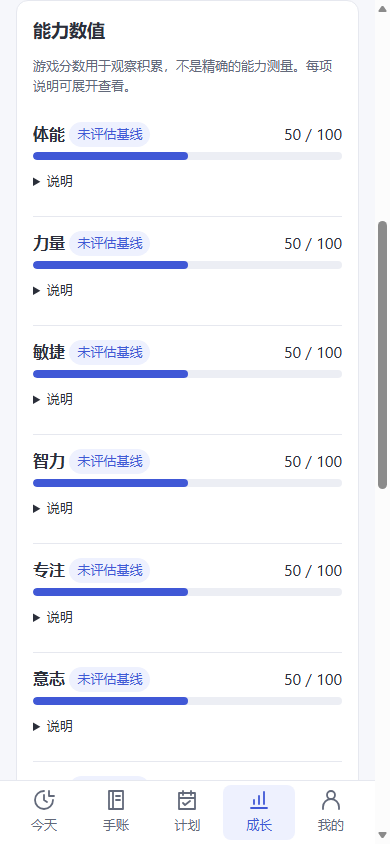 能力数值
游戏分数用于观察积累，不是精确的能力测量。每项
说明可展开查看。
体能 未评估基线 50 / 100
说明
力量 未评估基线 50 / 100
说明
敏捷 未评估基线 50 / 100
说明
智力 未评估基线 50 / 100
说明
专注 未评估基线 50 / 100
说明
意志 未评估基线 50 / 100
说明
今天 手账 计划 成长 我的